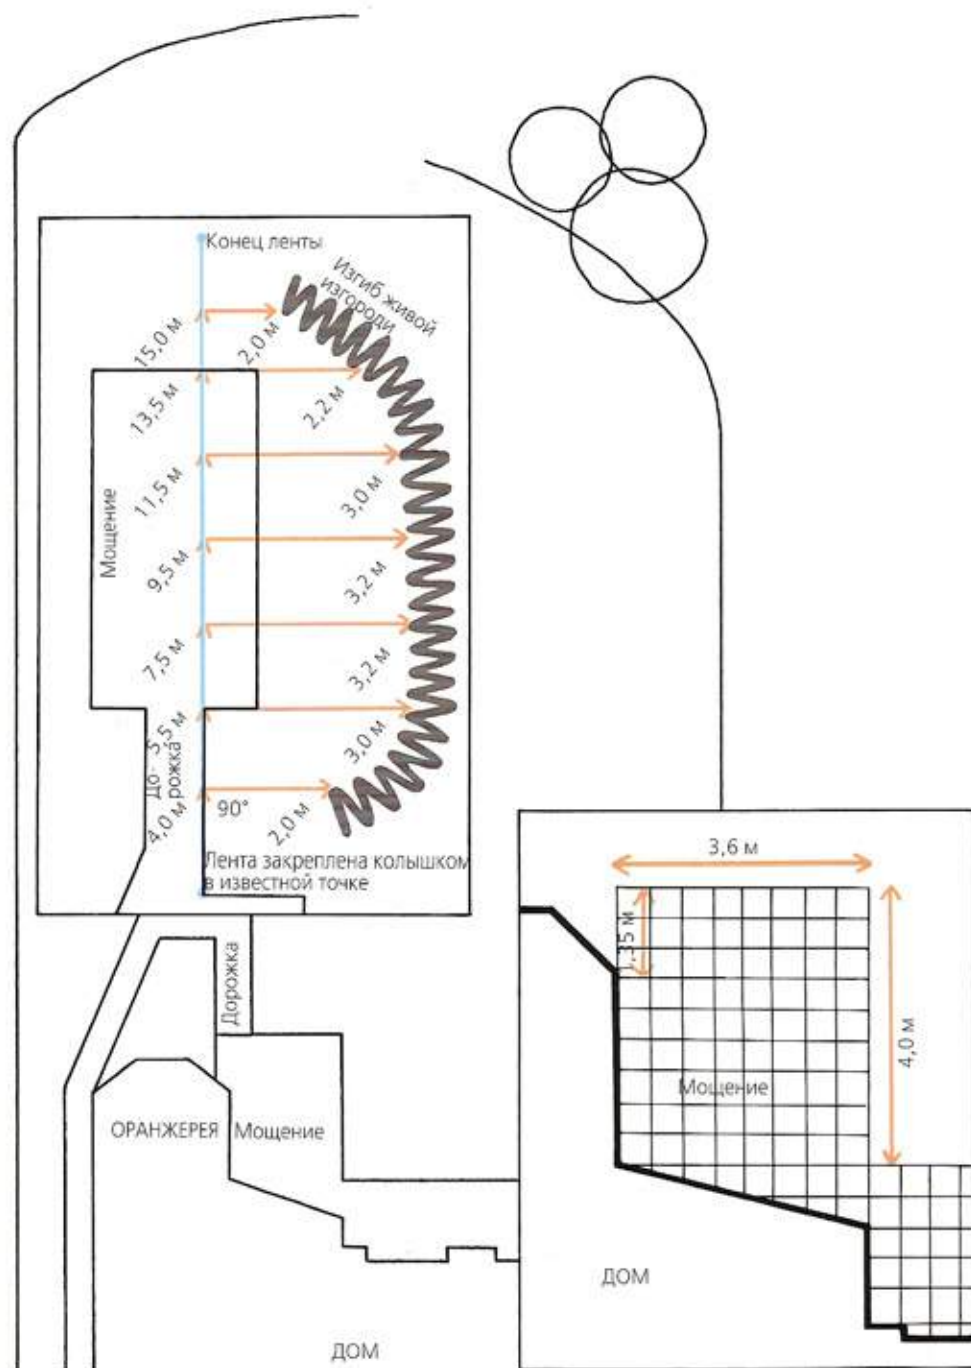 Конец ленты
Изгиб живой
изгороди
15,0 м
2,0 м
13,5 м
2,2 м
11,5 м
3,0 м
Мощение
9,5 м
3,2 м
7,5 м
3,2 м
5,5 м
3,0 м
До-
рожка
4,0 м
90°
2,0 м
Лента закреплена колышком
в известной точке
3,6 м
1,35 м
4,0 м
Мощение
Дорожка
ОРАНЖЕРЕЯ
Мощение
ДОМ
ДОМ